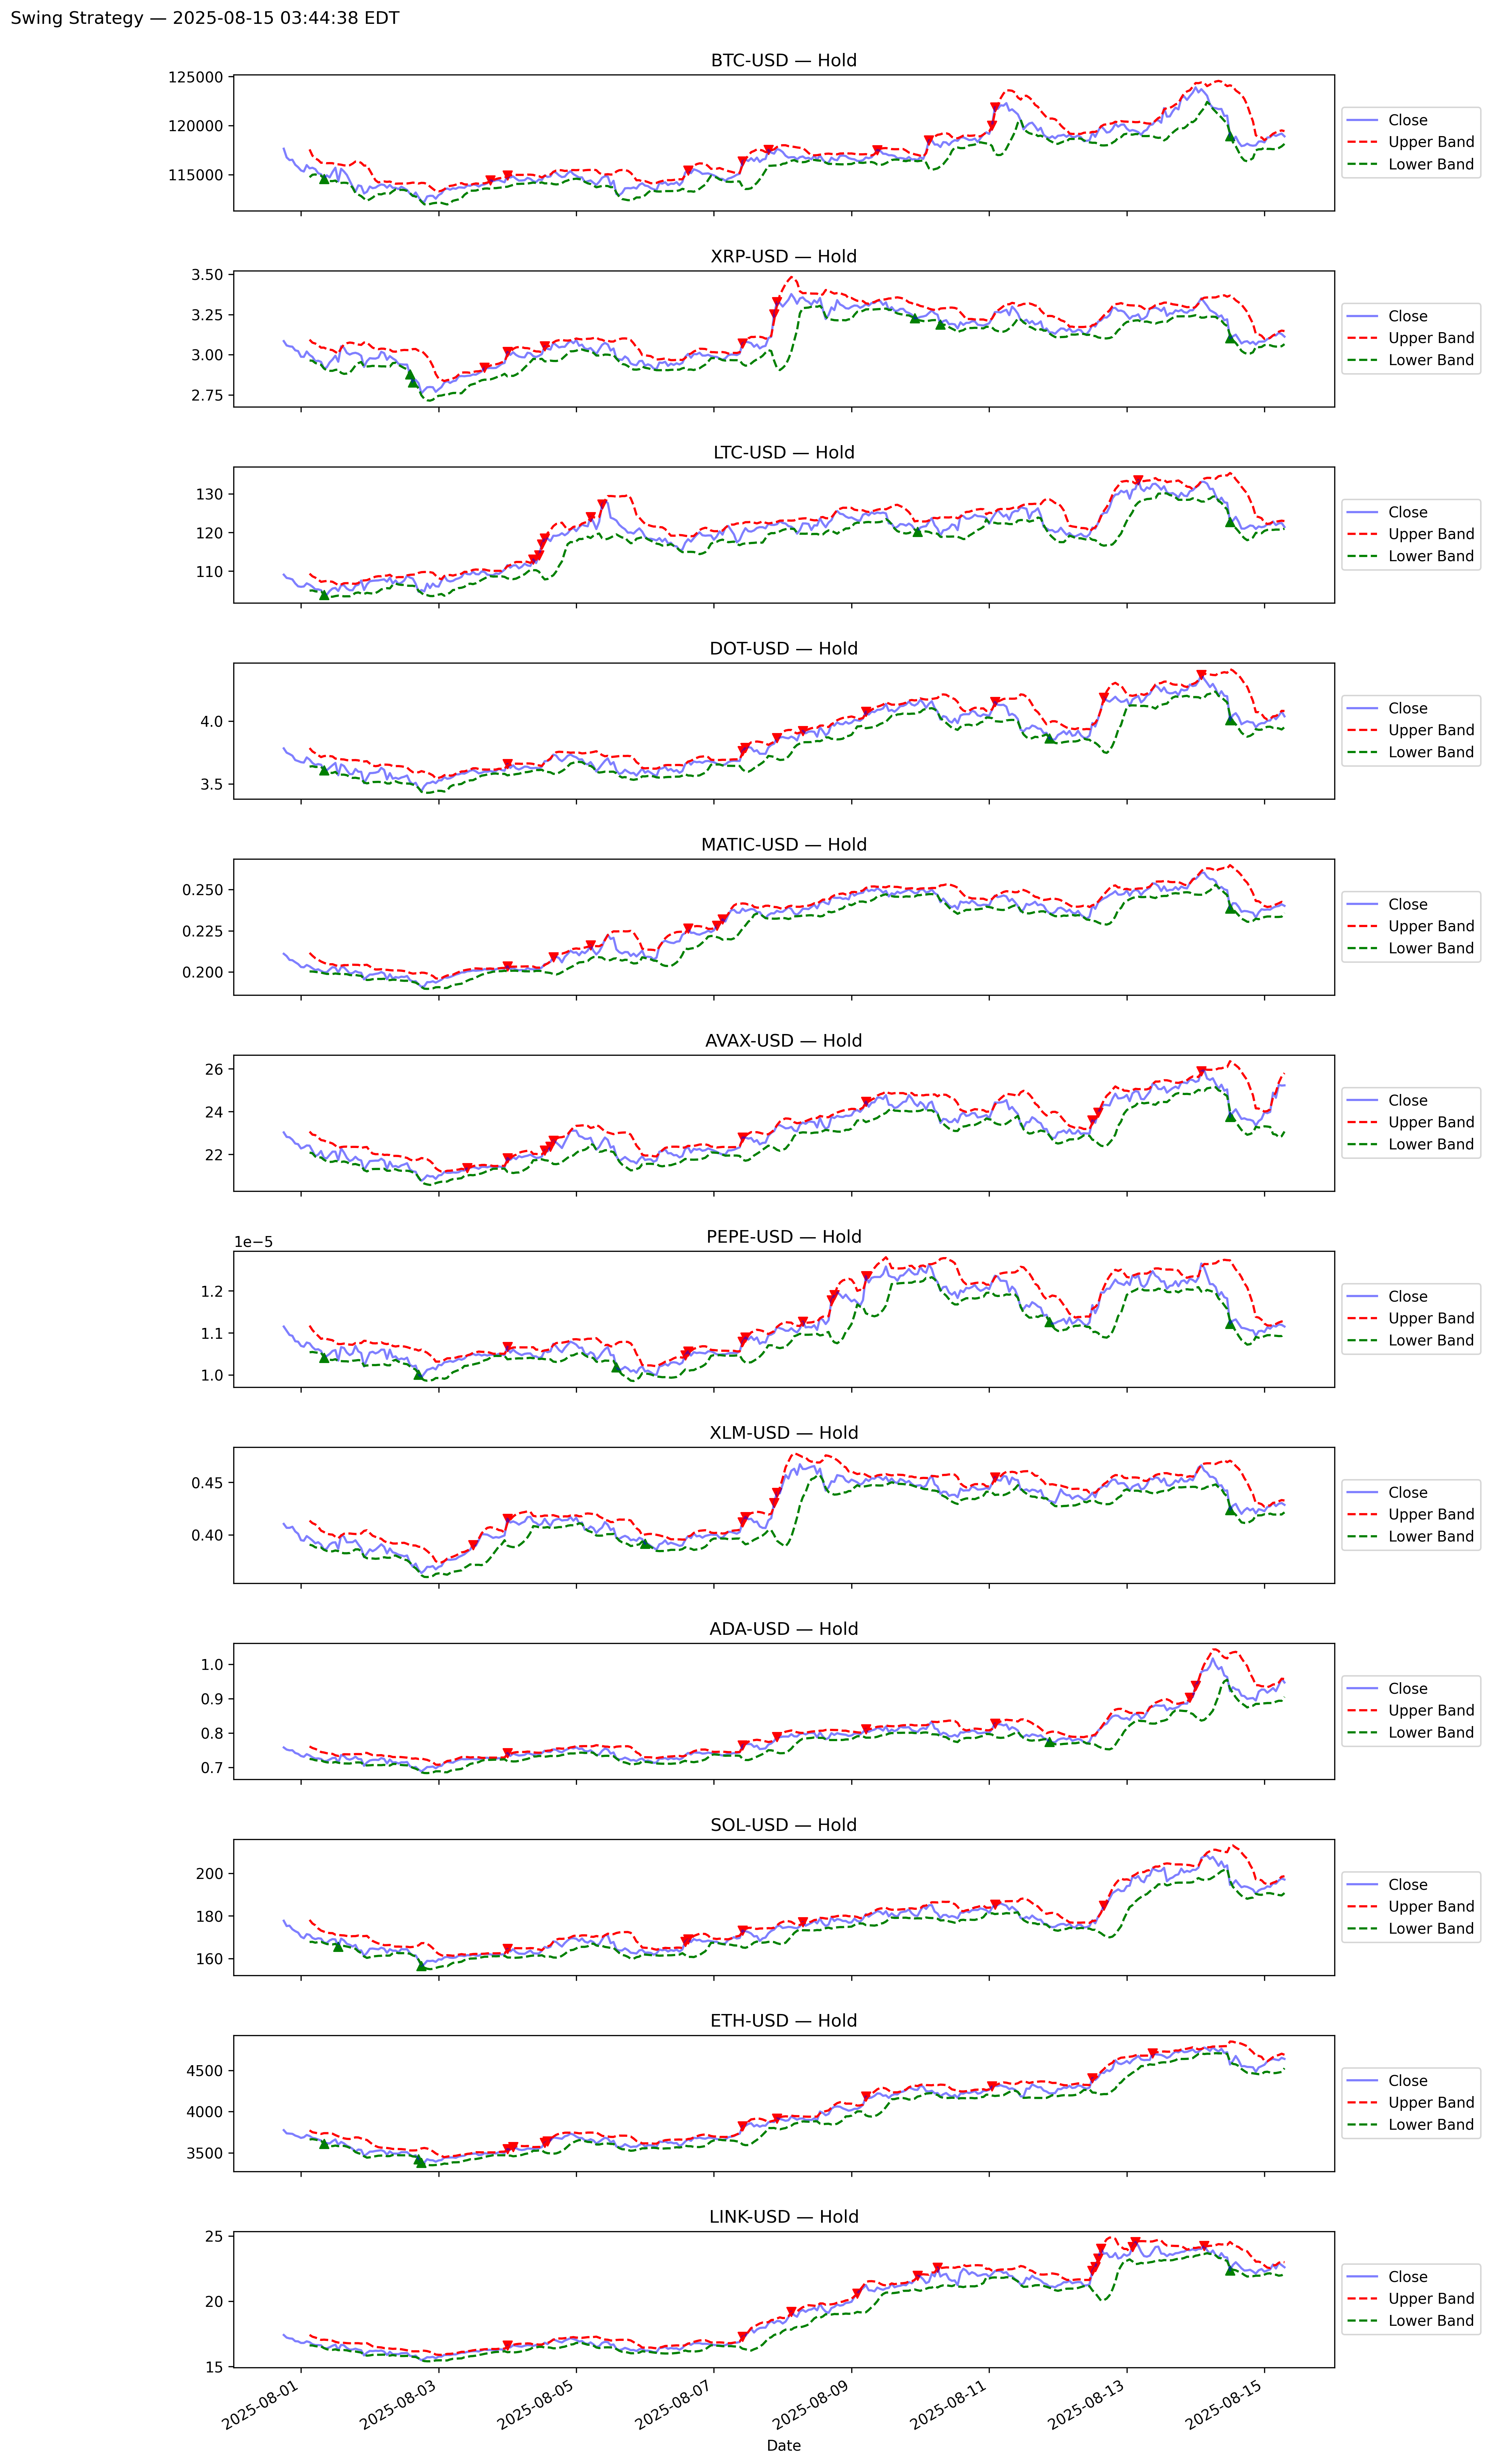 Swing Strategy — 2025-08-15 03:44:38 EDT
BTC-USD — Hold
125000
120000
115000
Close
Upper Band
Lower Band
XRP-USD — Hold
3.50
3.25
3.00
2.75
Close
Upper Band
Lower Band
LTC-USD — Hold
130
120
110
Close
Upper Band
Lower Band
DOT-USD — Hold
4.0
3.5
Close
Upper Band
Lower Band
MATIC-USD — Hold
0.250
0.225
0.200
Close
Upper Band
Lower Band
AVAX-USD — Hold
26
24
22
Close
Upper Band
Lower Band
PEPE-USD — Hold
1e−5
1.2
1.1
1.0
Close
Upper Band
Lower Band
XLM-USD — Hold
0.45
0.40
Close
Upper Band
Lower Band
ADA-USD — Hold
1.0
0.9
0.8
0.7
Close
Upper Band
Lower Band
SOL-USD — Hold
200
180
160
Close
Upper Band
Lower Band
ETH-USD — Hold
4500
4000
3500
Close
Upper Band
Lower Band
LINK-USD — Hold
25
20
15
Close
Upper Band
Lower Band
2025-08-01
2025-08-03
2025-08-05
2025-08-07
2025-08-09
2025-08-11
2025-08-13
2025-08-15
Date